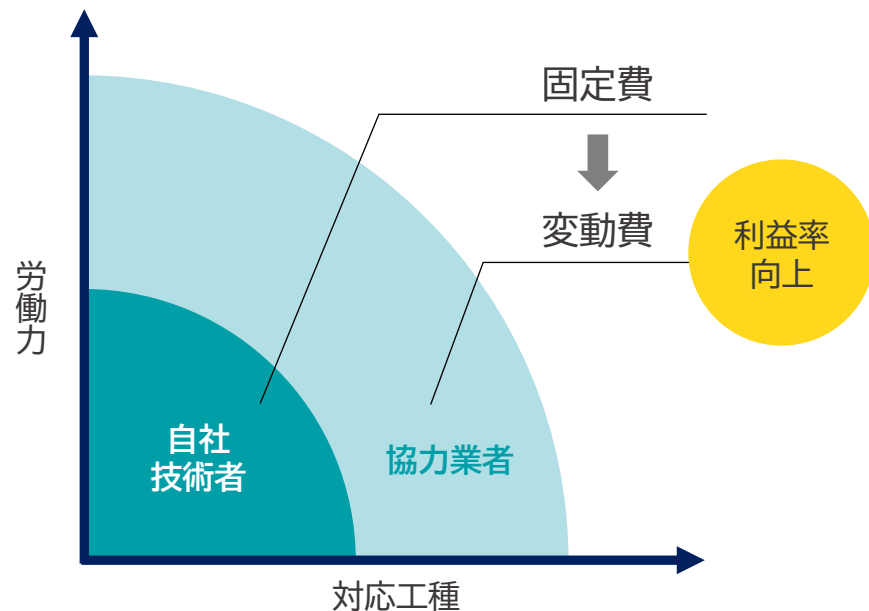 固定費
変動費
利益率
向上
労働力
自社
技術者
協力業者
対応工種